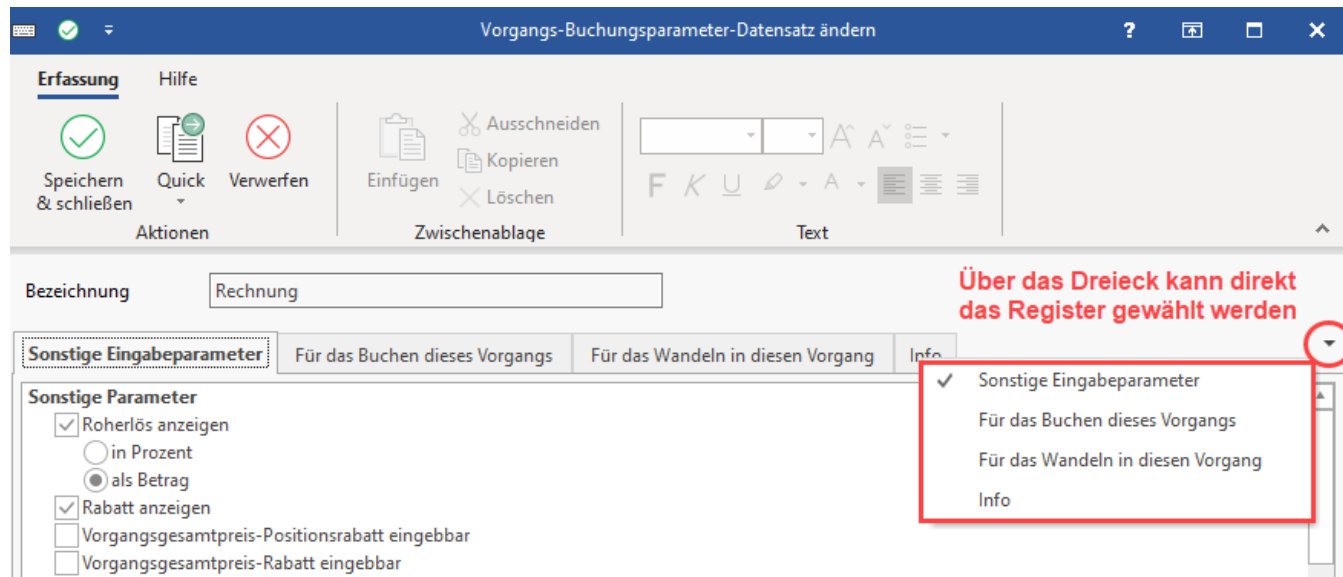 Vorgangs-Buchungsparameter-Datensatz ändern
?
Erfassung Hilfe
Speichern & schließen
Quick
Verwerfen
Aktionen
Einfügen
Ausschneiden
Kopieren
Löschen
Zwischenablage
F K U A
Text
Bezeichnung Rechnung
Über das Dreieck kann direkt
das Register gewählt werden
Sonstige Eingabeparameter Für das Buchen dieses Vorgangs Für das Wandeln in diesen Vorgang Info
Sonstige Eingabeparameter
Für das Buchen dieses Vorgangs
Für das Wandeln in diesen Vorgang
Info
Sonstige Parameter
Roherlös anzeigen
in Prozent
als Betrag
Rabatt anzeigen
Vorgangsgesamtpreis-Positionsrabatt eingebbar
Vorgangsgesamtpreis-Rabatt eingebbar